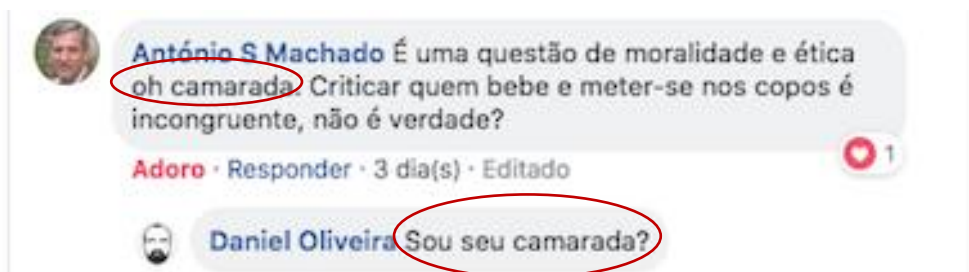 António S Machado É uma questão de moralidade e ética
oh camarada. Criticar quem bebe e meter-se nos copos é
incongruente, não é verdade?
1
Adoro · Responder · 3 dia(s) · Editado
Daniel Oliveira Sou seu camarada?